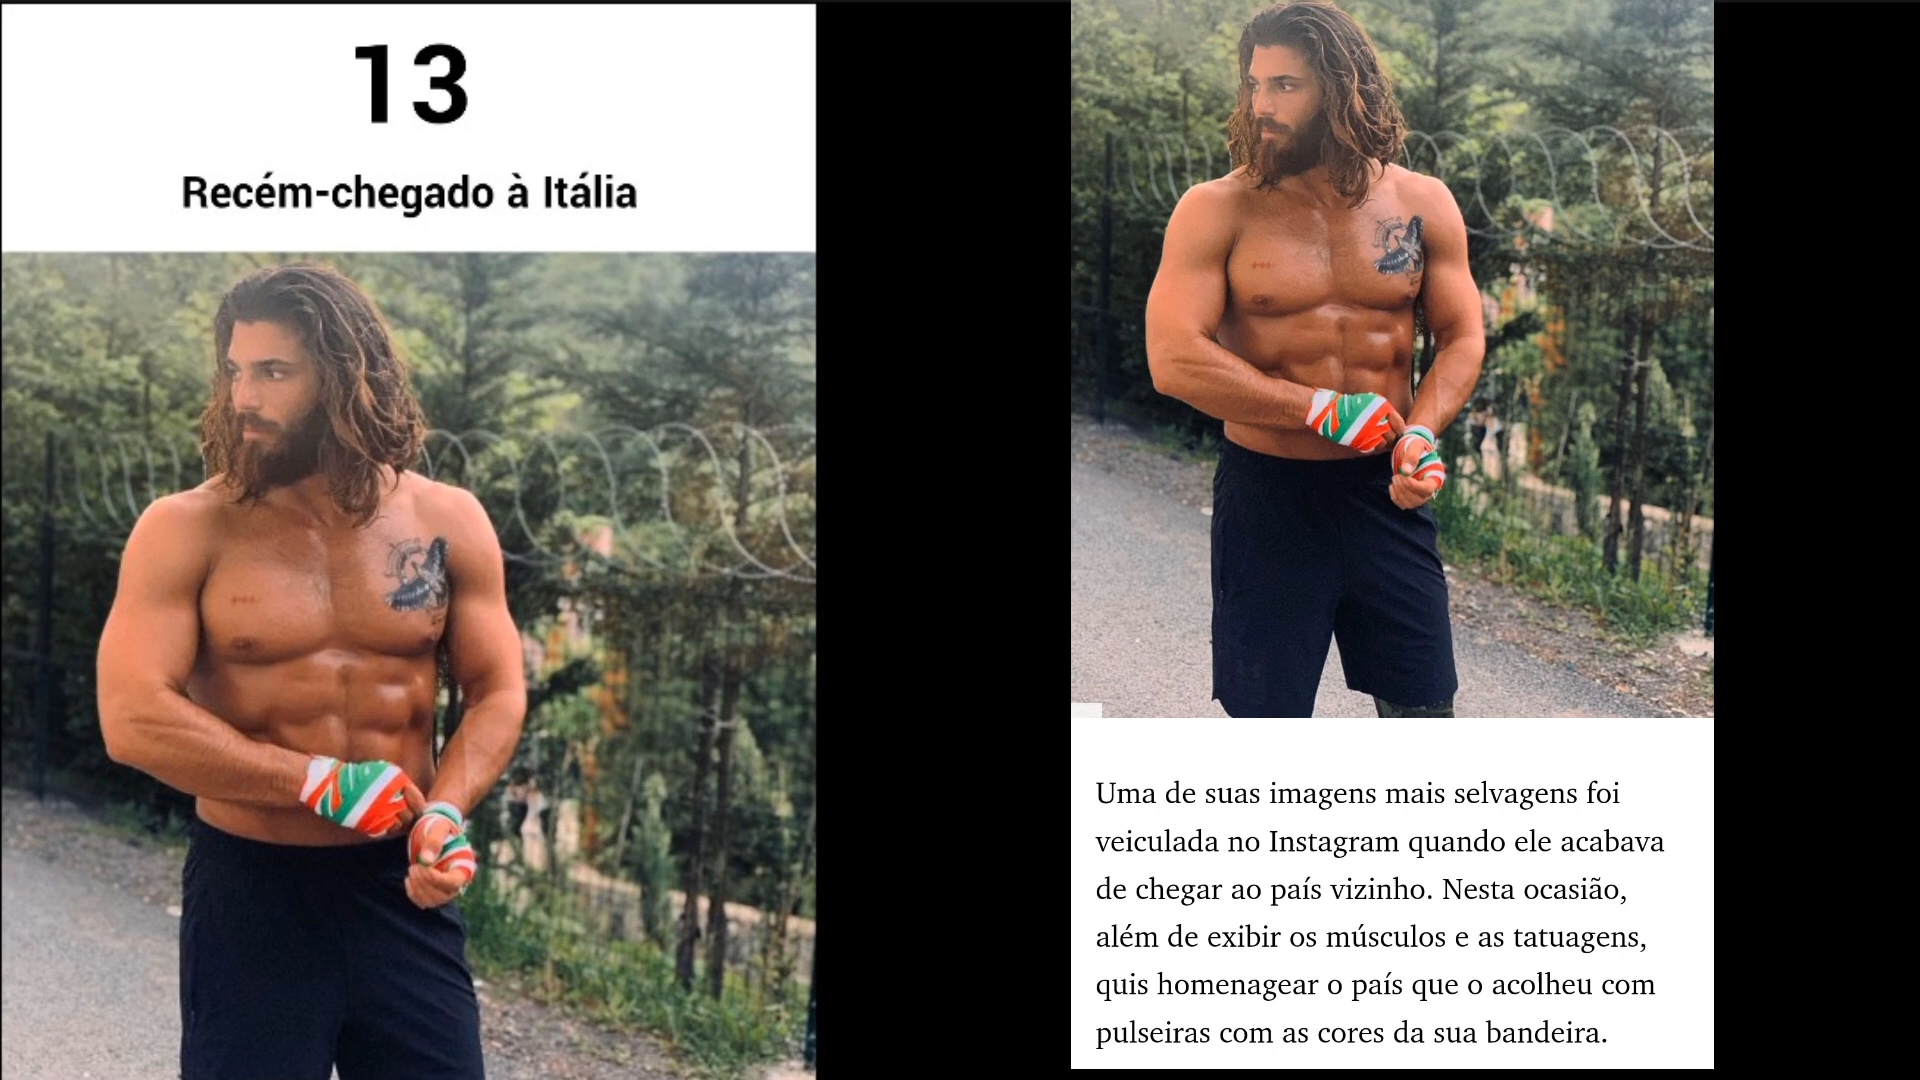 13
Recém-chegado à Itália
Uma de suas imagens mais selvagens foi
veiculada no Instagram quando ele acabava
de chegar ao país vizinho. Nesta ocasião,
além de exibir os músculos e as tatuagens,
quis homenagear o país que o acolheu com
pulseiras com as cores da sua bandeira.